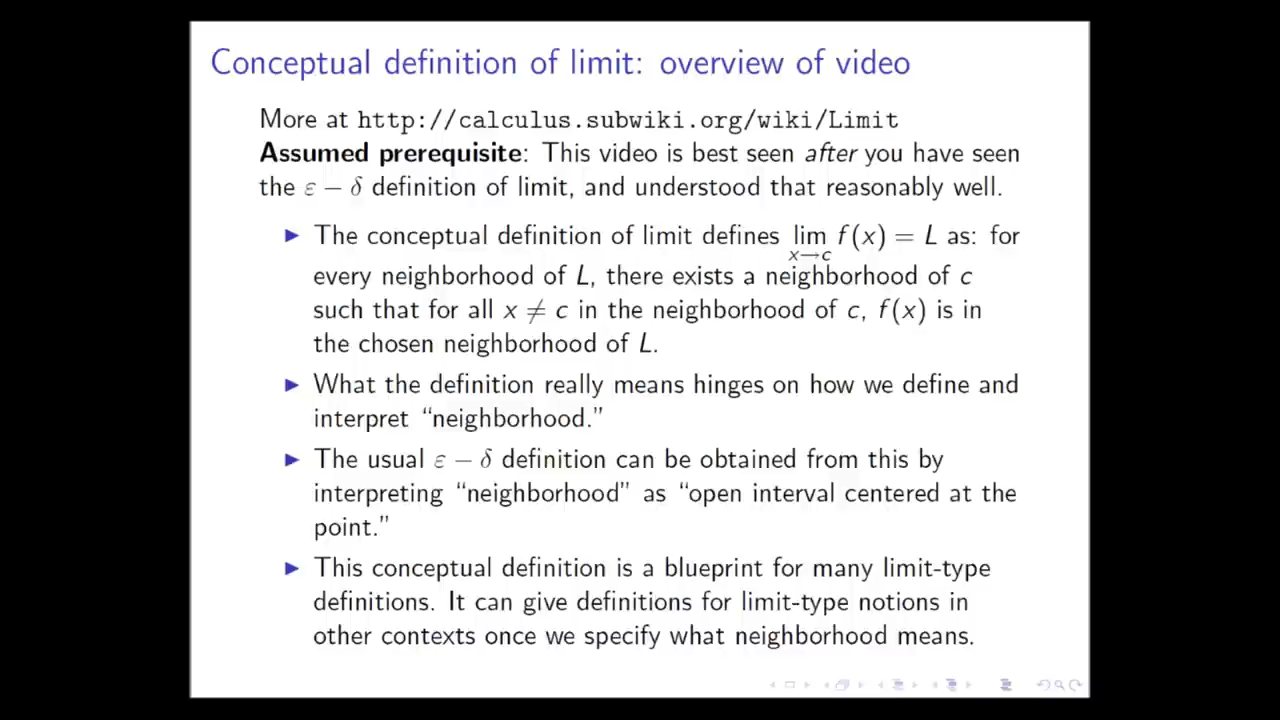 Conceptual definition of limit: overview of video
More at http://calculus.subwiki.org/wiki/Limit
Assumed prerequisite: This video is best seen after you have seen
the ε − δ definition of limit, and understood that reasonably well.
▶ The conceptual definition of limit defines lim f(x) = L as: for
x→c
every neighborhood of L, there exists a neighborhood of c
such that for all x ≠ c in the neighborhood of c, f(x) is in
the chosen neighborhood of L.
▶ What the definition really means hinges on how we define and
interpret “neighborhood.”
▶ The usual ε − δ definition can be obtained from this by
interpreting “neighborhood” as “open interval centered at the
point.”
▶ This conceptual definition is a blueprint for many limit-type
definitions. It can give definitions for limit-type notions in
other contexts once we specify what neighborhood means.